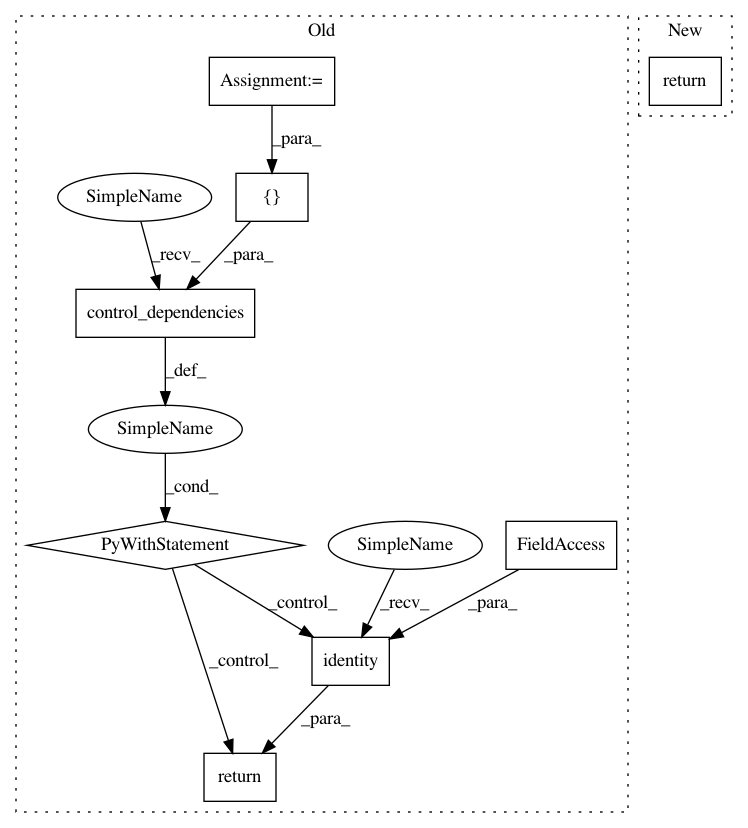 Old
New
Assignment:=
return
_para_
SimpleName
{}
_recv_
_para_
control_dependencies
_def_
SimpleName
_cond_
PyWithStatement
SimpleName
FieldAccess
_control_
_recv_
_para_
_control_
identity
_para_
return